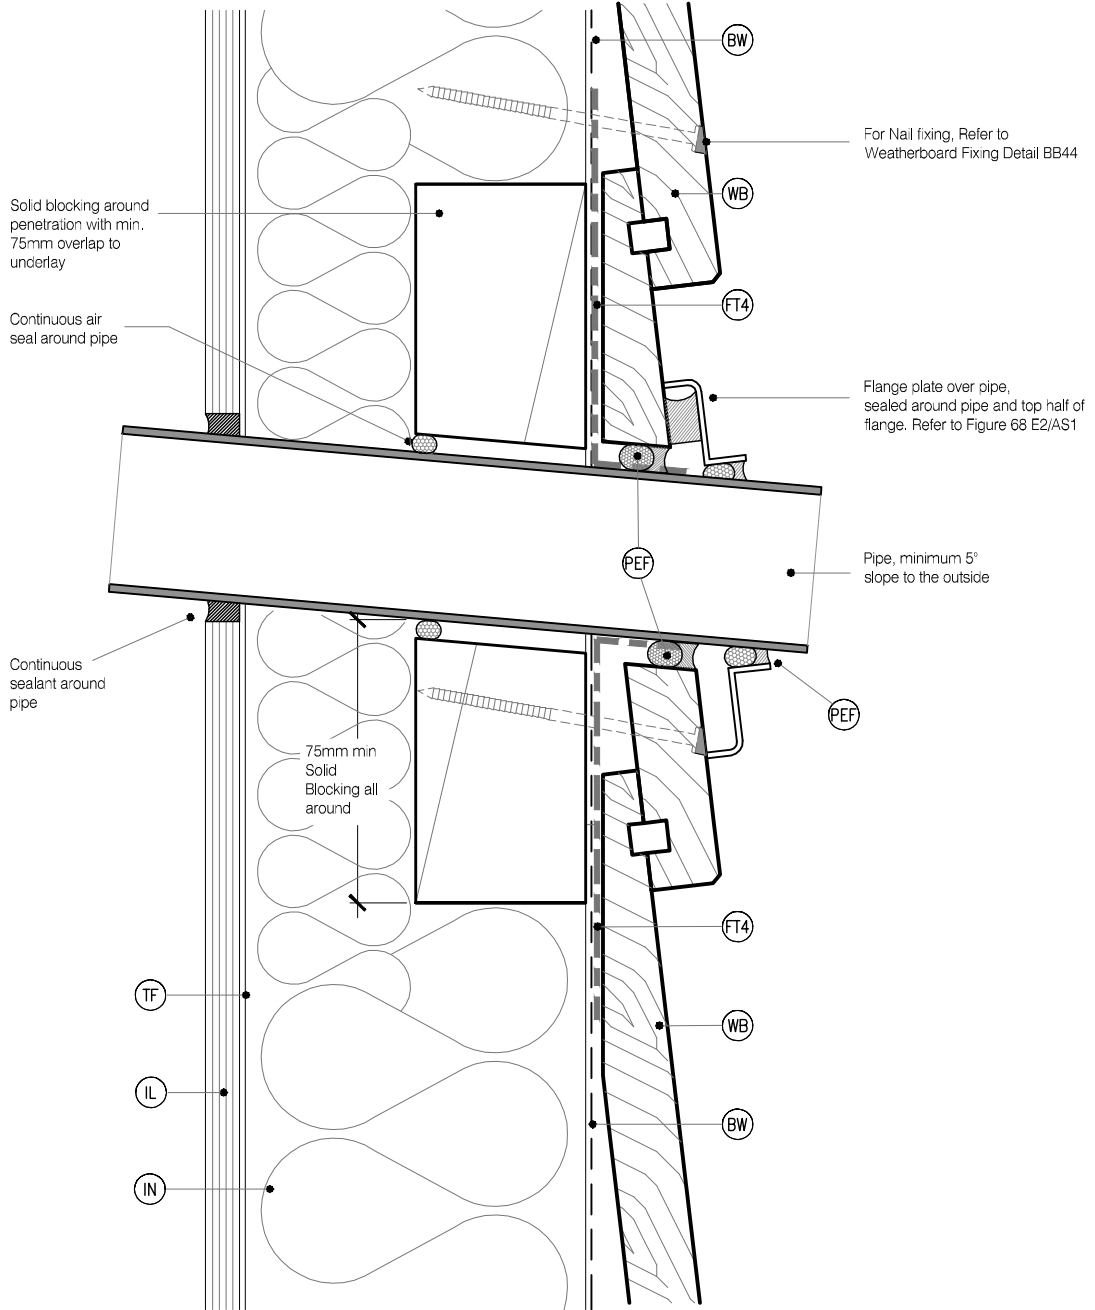 BW
For Nail fixing, Refer to
Weatherboard Fixing Detail BB44
WB
Solid blocking around
penetration with min.
75mm overlap to
underlay
FT4
Continuous air
seal around pipe
Flange plate over pipe,
sealed around pipe and top half of
flange. Refer to Figure 68 E2/AS1
PEF
Pipe, minimum 5°
slope to the outside
Continuous
sealant around
pipe
PEF
75mm min
Solid
Blocking all
around
FT4
TF
WB
IL
BW
IN